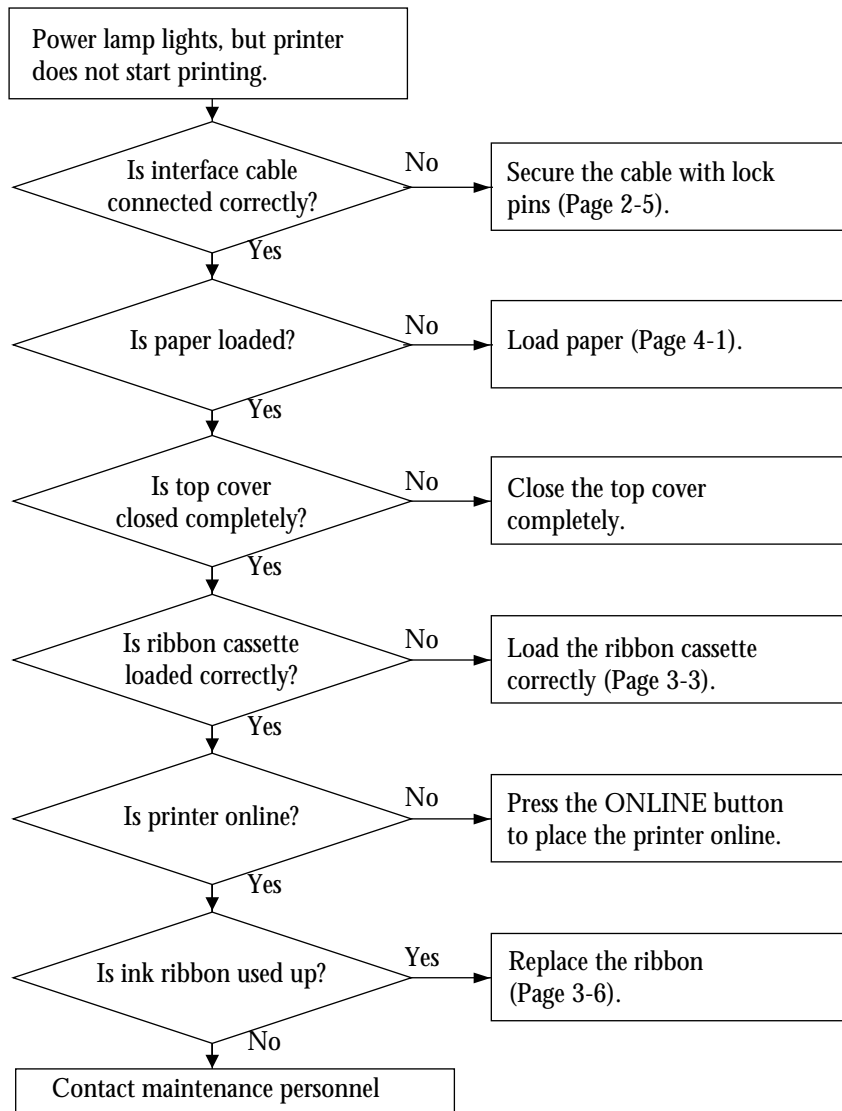 Power lamp lights, but printer
does not start printing.
Is interface cable
connected correctly?
No
Secure the cable with lock
pins (Page 2-5).
Yes
Is paper loaded?
No
Load paper (Page 4-1).
Yes
Is top cover
closed completely?
No
Close the top cover
completely.
Yes
Is ribbon cassette
loaded correctly?
No
Load the ribbon cassette
correctly (Page 3-3).
Yes
Is printer online?
No
Press the ONLINE button
to place the printer online.
Yes
Is ink ribbon used up?
Yes
Replace the ribbon
(Page 3-6).
No
Contact maintenance personnel